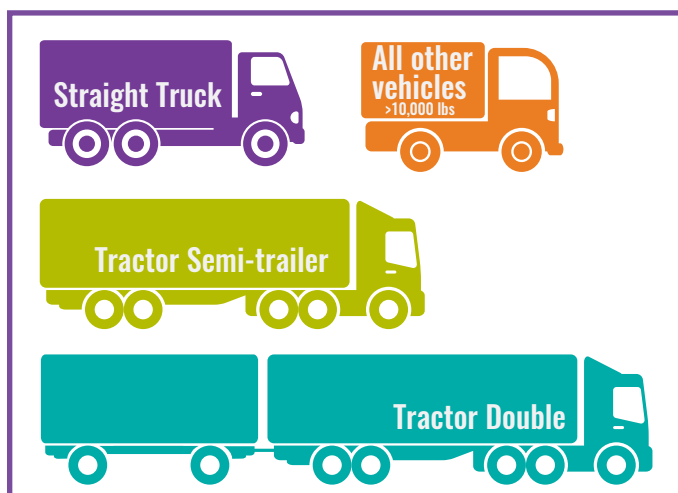 Straight Truck
All other
vehicles
>10,000 lbs
Tractor Semi-trailer
Tractor Double